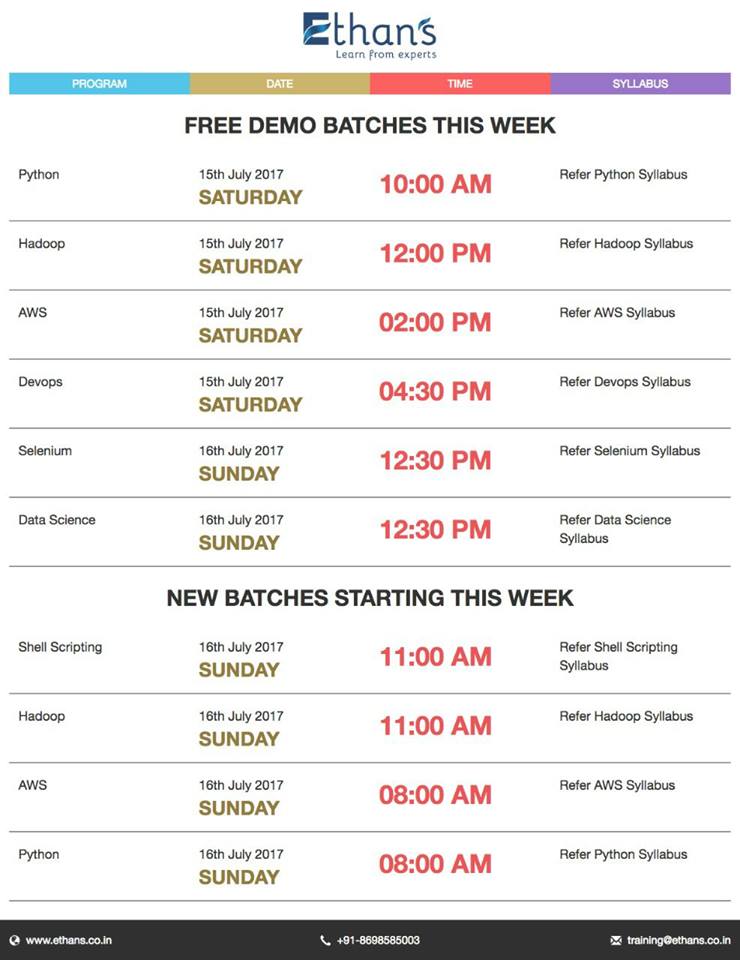 Ethan's
Learn from experts
PROGRAM DATE TIME SYLLABUS
FREE DEMO BATCHES THIS WEEK
Python 15th July 2017 10:00 AM Refer Python Syllabus
SATURDAY
Hadoop 15th July 2017 12:00 PM Refer Hadoop Syllabus
SATURDAY
AWS 15th July 2017 02:00 PM Refer AWS Syllabus
SATURDAY
Devops 15th July 2017 04:30 PM Refer Devops Syllabus
SATURDAY
Selenium 16th July 2017 12:30 PM Refer Selenium Syllabus
SUNDAY
Data Science 16th July 2017 12:30 PM Refer Data Science
SUNDAY Syllabus
NEW BATCHES STARTING THIS WEEK
Shell Scripting 16th July 2017 11:00 AM Refer Shell Scripting
SUNDAY Syllabus
Hadoop 16th July 2017 11:00 AM Refer Hadoop Syllabus
SUNDAY
AWS 16th July 2017 08:00 AM Refer AWS Syllabus
SUNDAY
Python 16th July 2017 08:00 AM Refer Python Syllabus
SUNDAY
www.ethans.co.in +91-8698585003 training@ethans.co.in